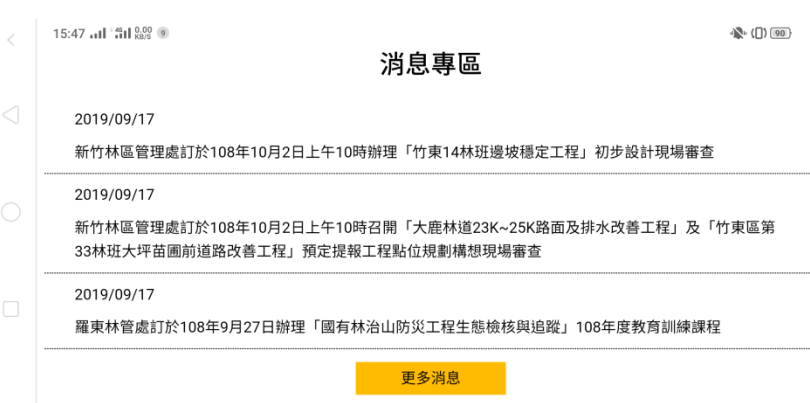 15:47 4G 0.00 KB/S 9 90
消息專區
2019/09/17
新竹林區管理處訂於108年10月2日上午10時辦理「竹東14林班邊坡穩定工程」初步設計現場審查
2019/09/17
新竹林區管理處訂於108年10月2日上午10時召開「大鹿林道23K~25K路面及排水改善工程」及「竹東區第
33林班大坪苗圃前道路改善工程」預定提報工程點位規劃構想現場審查
2019/09/17
羅東林管處訂於108年9月27日辦理「國有林治山防災工程生態檢核與追蹤」108年度教育訓練課程
更多消息